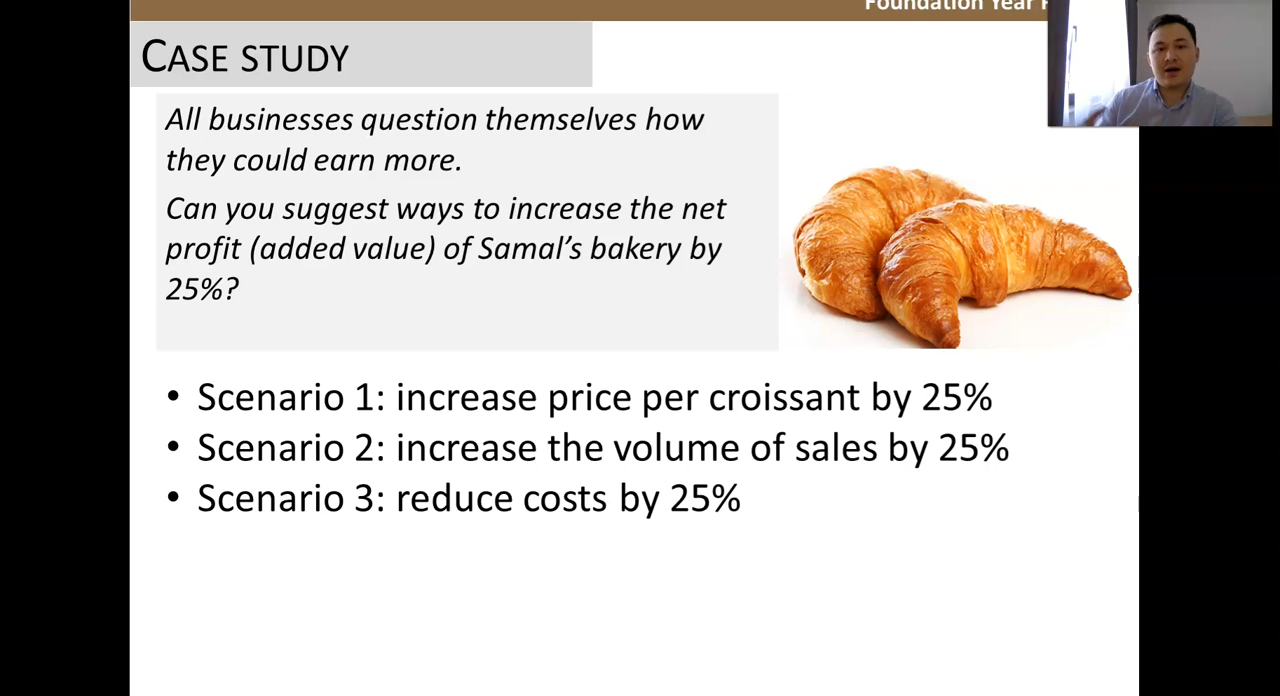 Foundation Year
CASE STUDY
All businesses question themselves how
they could earn more.
Can you suggest ways to increase the net
profit (added value) of Samal’s bakery by
25%?
• Scenario 1: increase price per croissant by 25%
• Scenario 2: increase the volume of sales by 25%
• Scenario 3: reduce costs by 25%